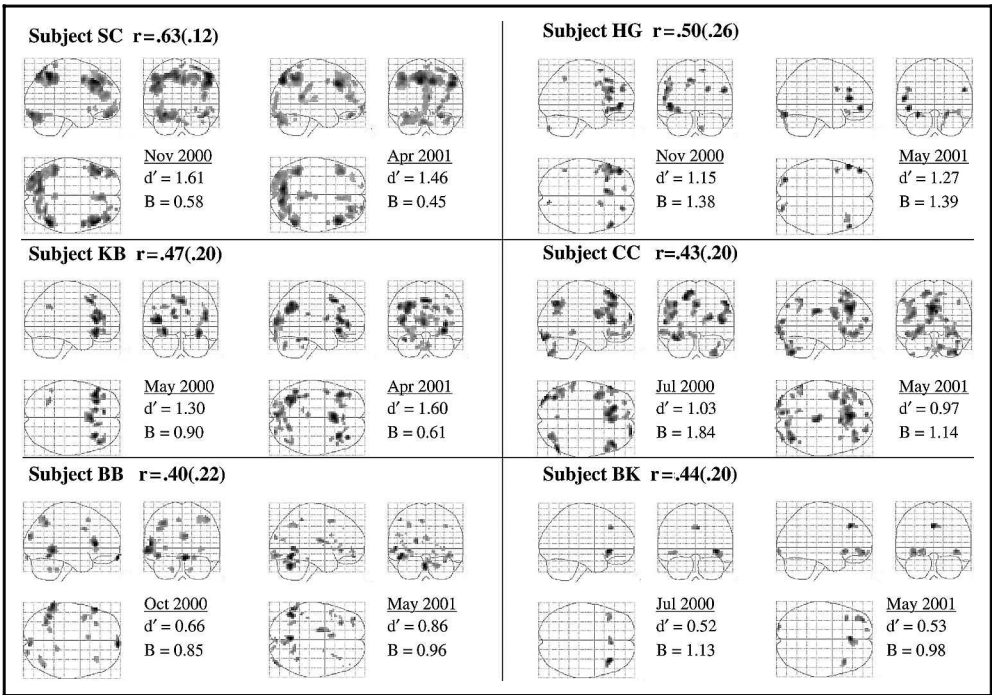 Subject SC r=.63(.12)
Nov 2000
d′ = 1.61
B = 0.58
Apr 2001
d′ = 1.46
B = 0.45
Subject HG r=.50(.26)
Nov 2000
d′ = 1.15
B = 1.38
May 2001
d′ = 1.27
B = 1.39
Subject KB r=.47(.20)
May 2000
d′ = 1.30
B = 0.90
Apr 2001
d′ = 1.60
B = 0.61
Subject CC r=.43(.20)
Jul 2000
d′ = 1.03
B = 1.84
May 2001
d′ = 0.97
B = 1.14
Subject BB r=.40(.22)
Oct 2000
d′ = 0.66
B = 0.85
May 2001
d′ = 0.86
B = 0.96
Subject BK r=.44(.20)
Jul 2000
d′ = 0.52
B = 1.13
May 2001
d′ = 0.53
B = 0.98